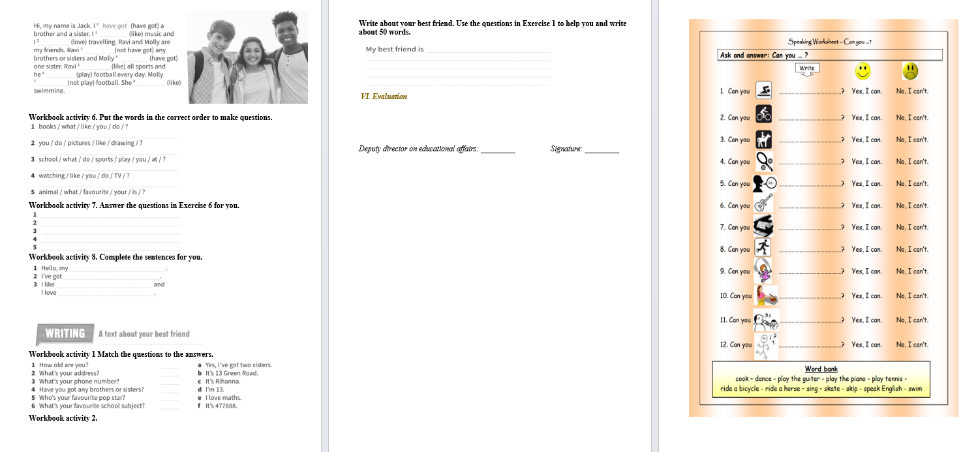 Hi, my name is Jack. I ⁰ have got (have got) a
brother and a sister. I ¹ (like) music and
I ² (love) travelling. Ravi and Molly are
my friends. Ravi ³ (not have got) any
brothers or sisters and Molly ⁴ (have got)
one sister. Ravi ⁵ (like) all sports and
he ⁶ (play) football every day. Molly
⁷ (not play) football. She ⁸ (like)
swimming.
Workbook activity 6. Put the words in the correct order to make questions.
1 books / what / like / you / do / ?
2 you / do / pictures / like / drawing / ?
3 school / what / do / sports / play / you / at / ?
4 watching / like / you / do / TV / ?
5 animal / what / favourite / your / is / ?
Workbook activity 7. Answer the questions in Exercise 6 for you.
1
2
3
4
5
Workbook activity 8. Complete the sentences for you.
1 Hello, my .
2 I've got .
3 I like and
I love .
WRITING A text about your best friend
Workbook activity 1 Match the questions to the answers.
1 How old are you? a Yes, I've got two sisters.
2 What's your address? b It's 13 Green Road.
3 What's your phone number? c It's Rihanna.
4 Have you got any brothers or sisters? d I'm 13.
5 Who's your favourite pop star? e I love maths.
6 What's your favourite school subject? f It's 477888.
Workbook activity 2.
Write about your best friend. Use the questions in Exercise 1 to help you and write
about 50 words.
My best friend is
VI. Evaluation
Deputy director on educational affairs: ________ Signature: ________
Speaking Worksheet - Can you ...?
Ask and answer: Can you ... ?
Write
1. Can you ? Yes, I can. No, I can't.
2. Can you ? Yes, I can. No, I can't.
3. Can you ? Yes, I can. No, I can't.
4. Can you ? Yes, I can. No, I can't.
5. Can you ? Yes, I can. No, I can't.
6. Can you ? Yes, I can. No, I can't.
7. Can you ? Yes, I can. No, I can't.
8. Can you ? Yes, I can. No, I can't.
9. Can you ? Yes, I can. No, I can't.
10. Can you ? Yes, I can. No, I can't.
11. Can you ? Yes, I can. No, I can't.
12. Can you ? Yes, I can. No, I can't.
Word bank
cook - dance - play the guitar - play the piano - play tennis -
ride a bicycle - ride a horse - sing - skate - skip - speak English - swim